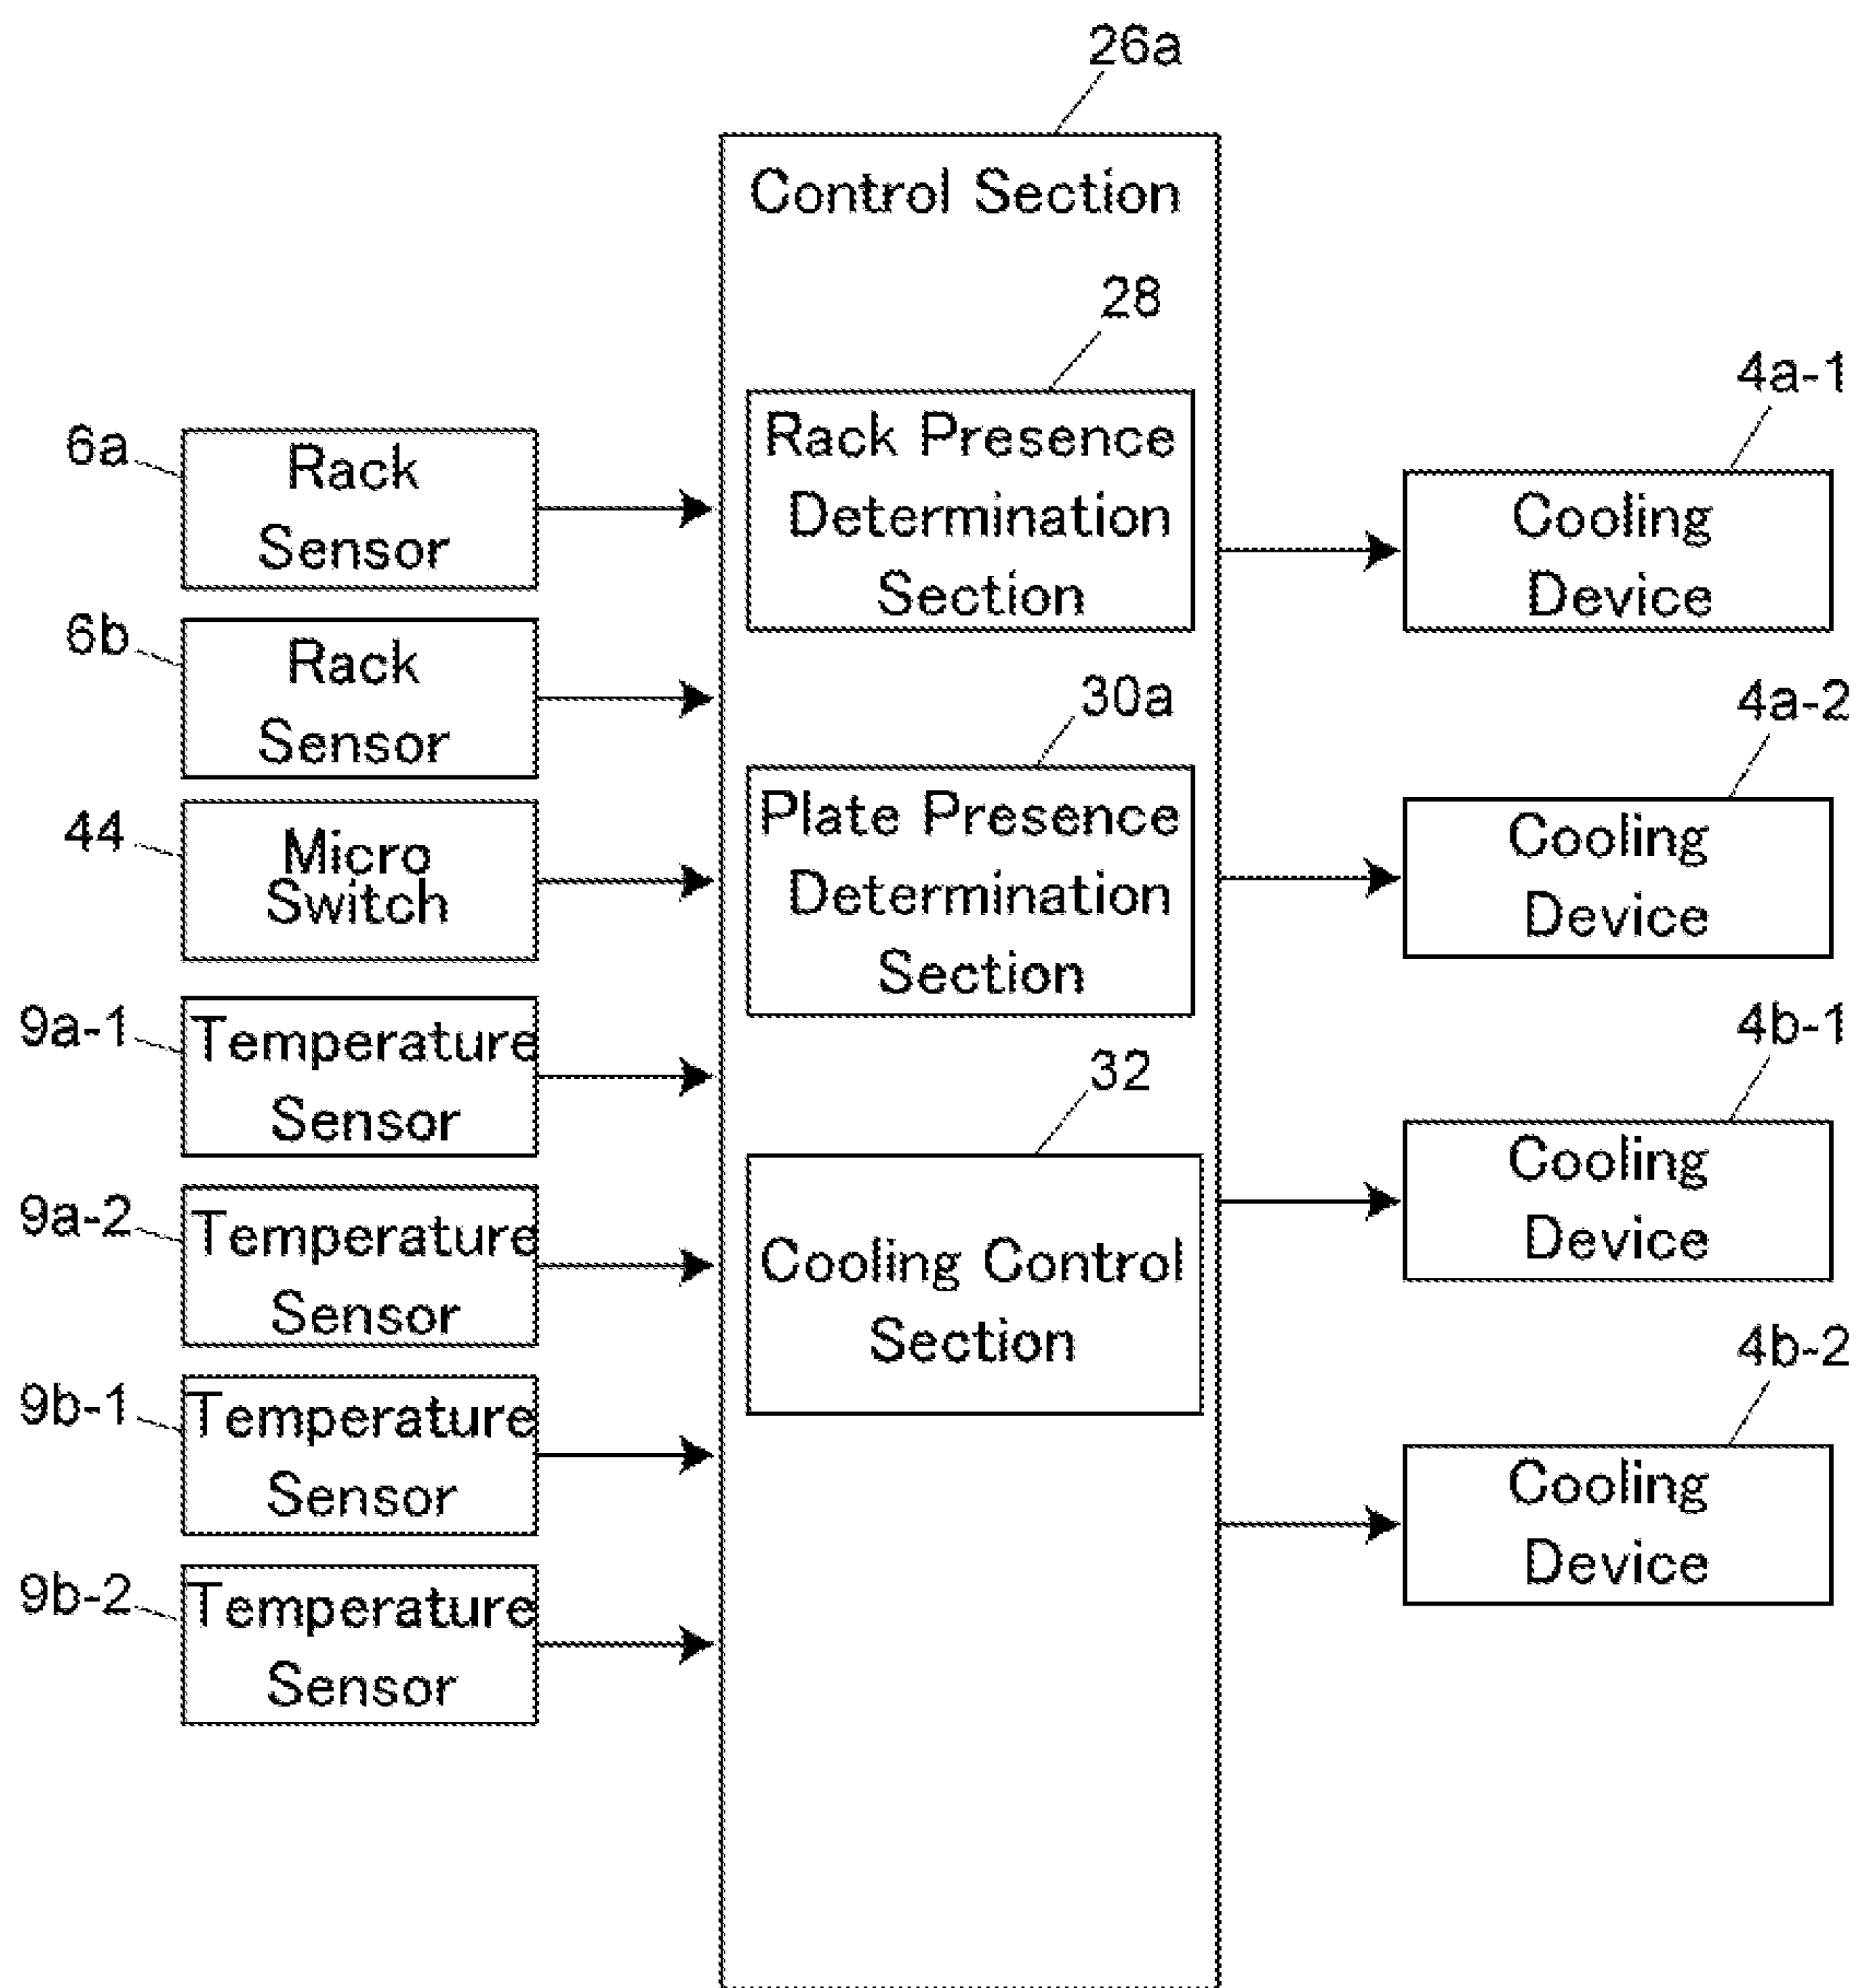 26a
Control Section
28
Rack Presence
Determination
Section
30a
Plate Presence
Determination
Section
32
Cooling Control
Section
6a
Rack
Sensor
6b
Rack
Sensor
44
Micro
Switch
9a-1
Temperature
Sensor
9a-2
Temperature
Sensor
9b-1
Temperature
Sensor
9b-2
Temperature
Sensor
4a-1
Cooling
Device
4a-2
Cooling
Device
4b-1
Cooling
Device
4b-2
Cooling
Device